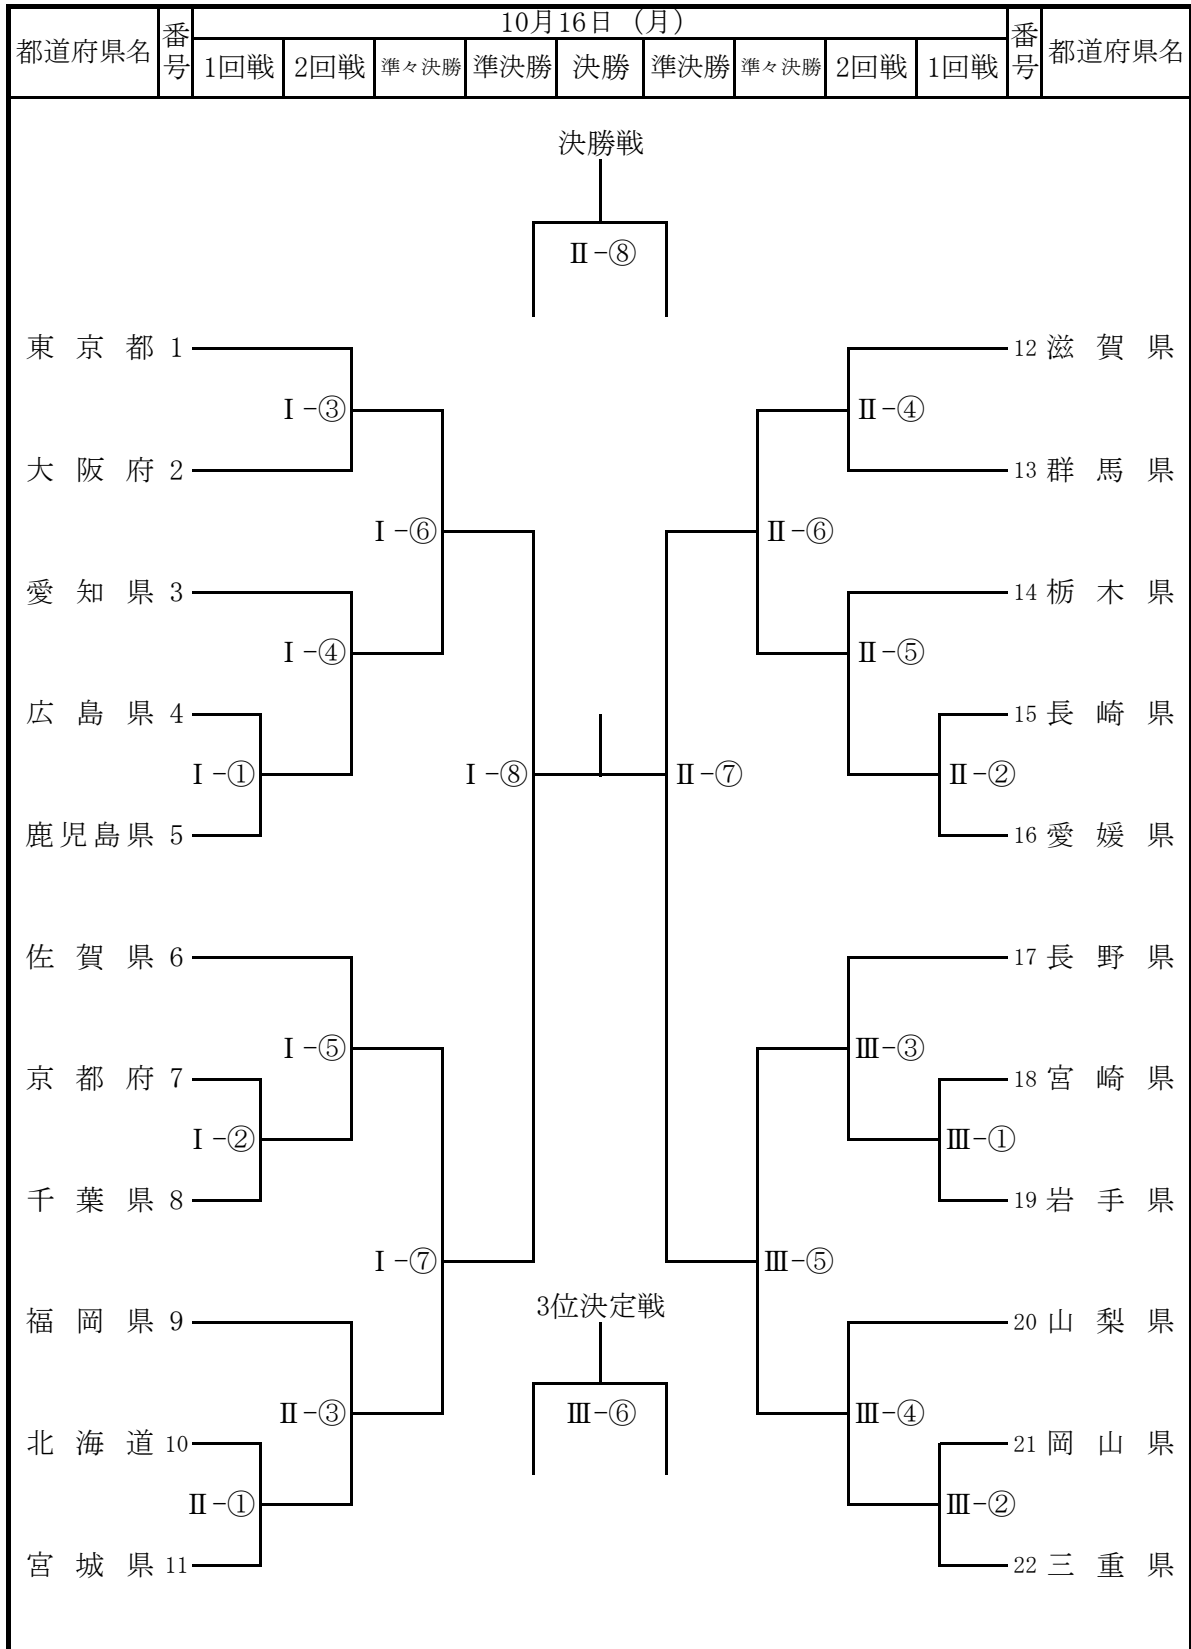 都道府県名 番号 10月16日（月） 番号 都道府県名
1回戦 2回戦 準々決勝 準決勝 決勝 準決勝 準々決勝 2回戦 1回戦
決勝戦
Ⅱ-⑧
東京都 1 12 滋賀県
Ⅰ-③ Ⅱ-④
大阪府 2 13 群馬県
Ⅰ-⑥ Ⅱ-⑥
愛知県 3 14 栃木県
Ⅰ-④ Ⅱ-⑤
広島県 4 15 長崎県
Ⅰ-① Ⅰ-⑧ Ⅱ-⑦ Ⅱ-②
鹿児島県 5 16 愛媛県
佐賀県 6 17 長野県
Ⅰ-⑤ Ⅲ-③
京都府 7 18 宮崎県
Ⅰ-② Ⅲ-①
千葉県 8 19 岩手県
Ⅰ-⑦ Ⅲ-⑤
3位決定戦
福岡県 9 20 山梨県
Ⅱ-③ Ⅲ-⑥ Ⅲ-④
北海道 10 21 岡山県
Ⅱ-① Ⅲ-②
宮城県 11 22 三重県